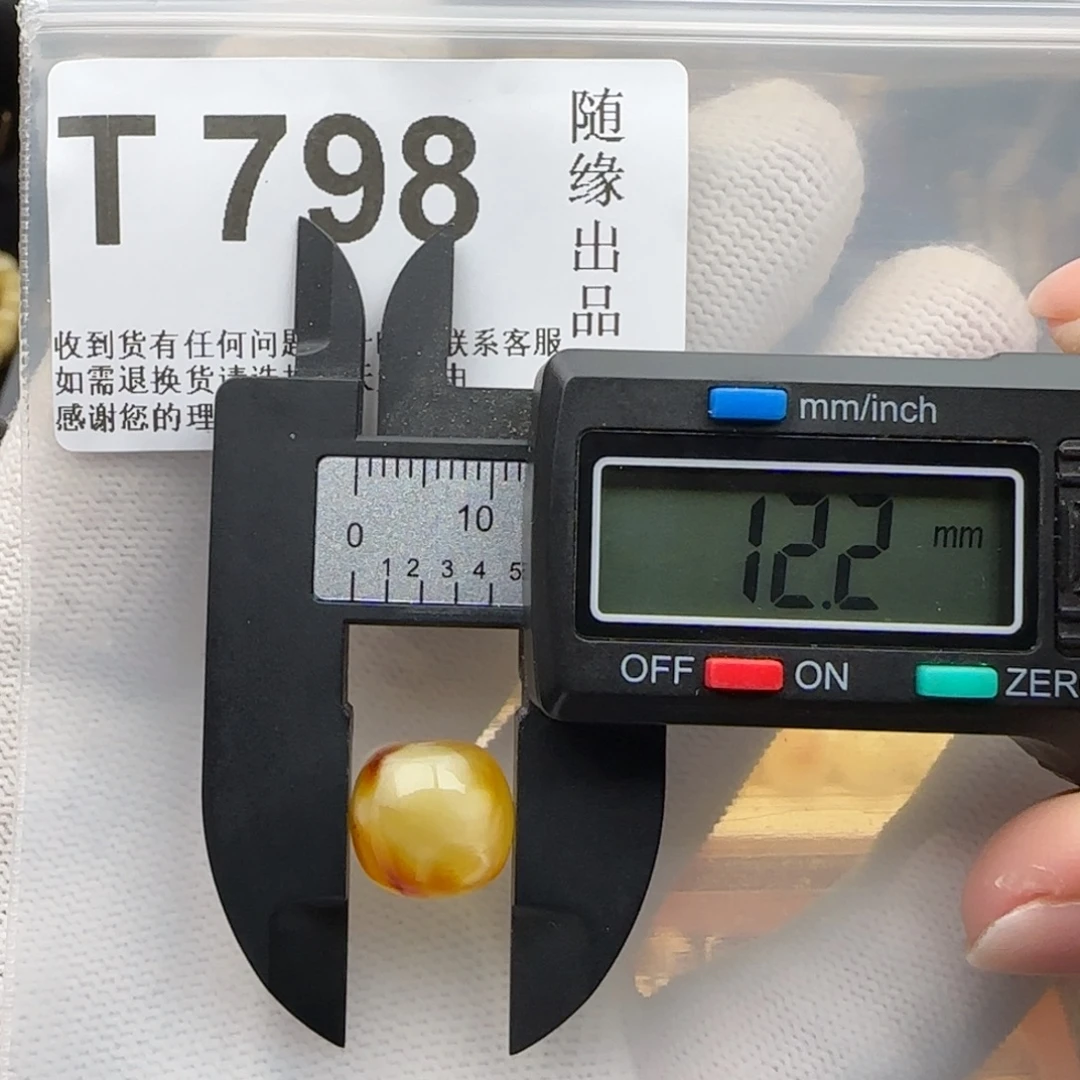 T 798
随缘出品
收到货有任何问题 联系客服
如需退换货请选
感谢您的理
mm/inch
0 10
1 2 3 4 5
12.2 mm
OFF ON ZER